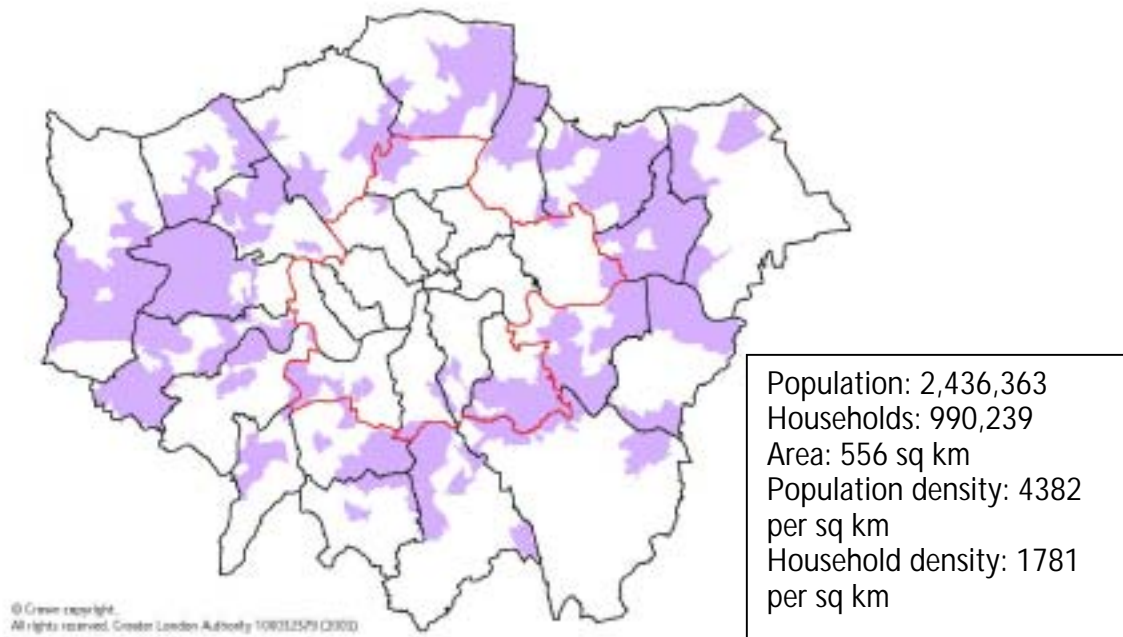 Population: 2,436,363
Households: 990,239
Area: 556 sq km
Population density: 4382
per sq km
Household density: 1781
per sq km
© Crown copyright.
All rights reserved. Greater London Authority